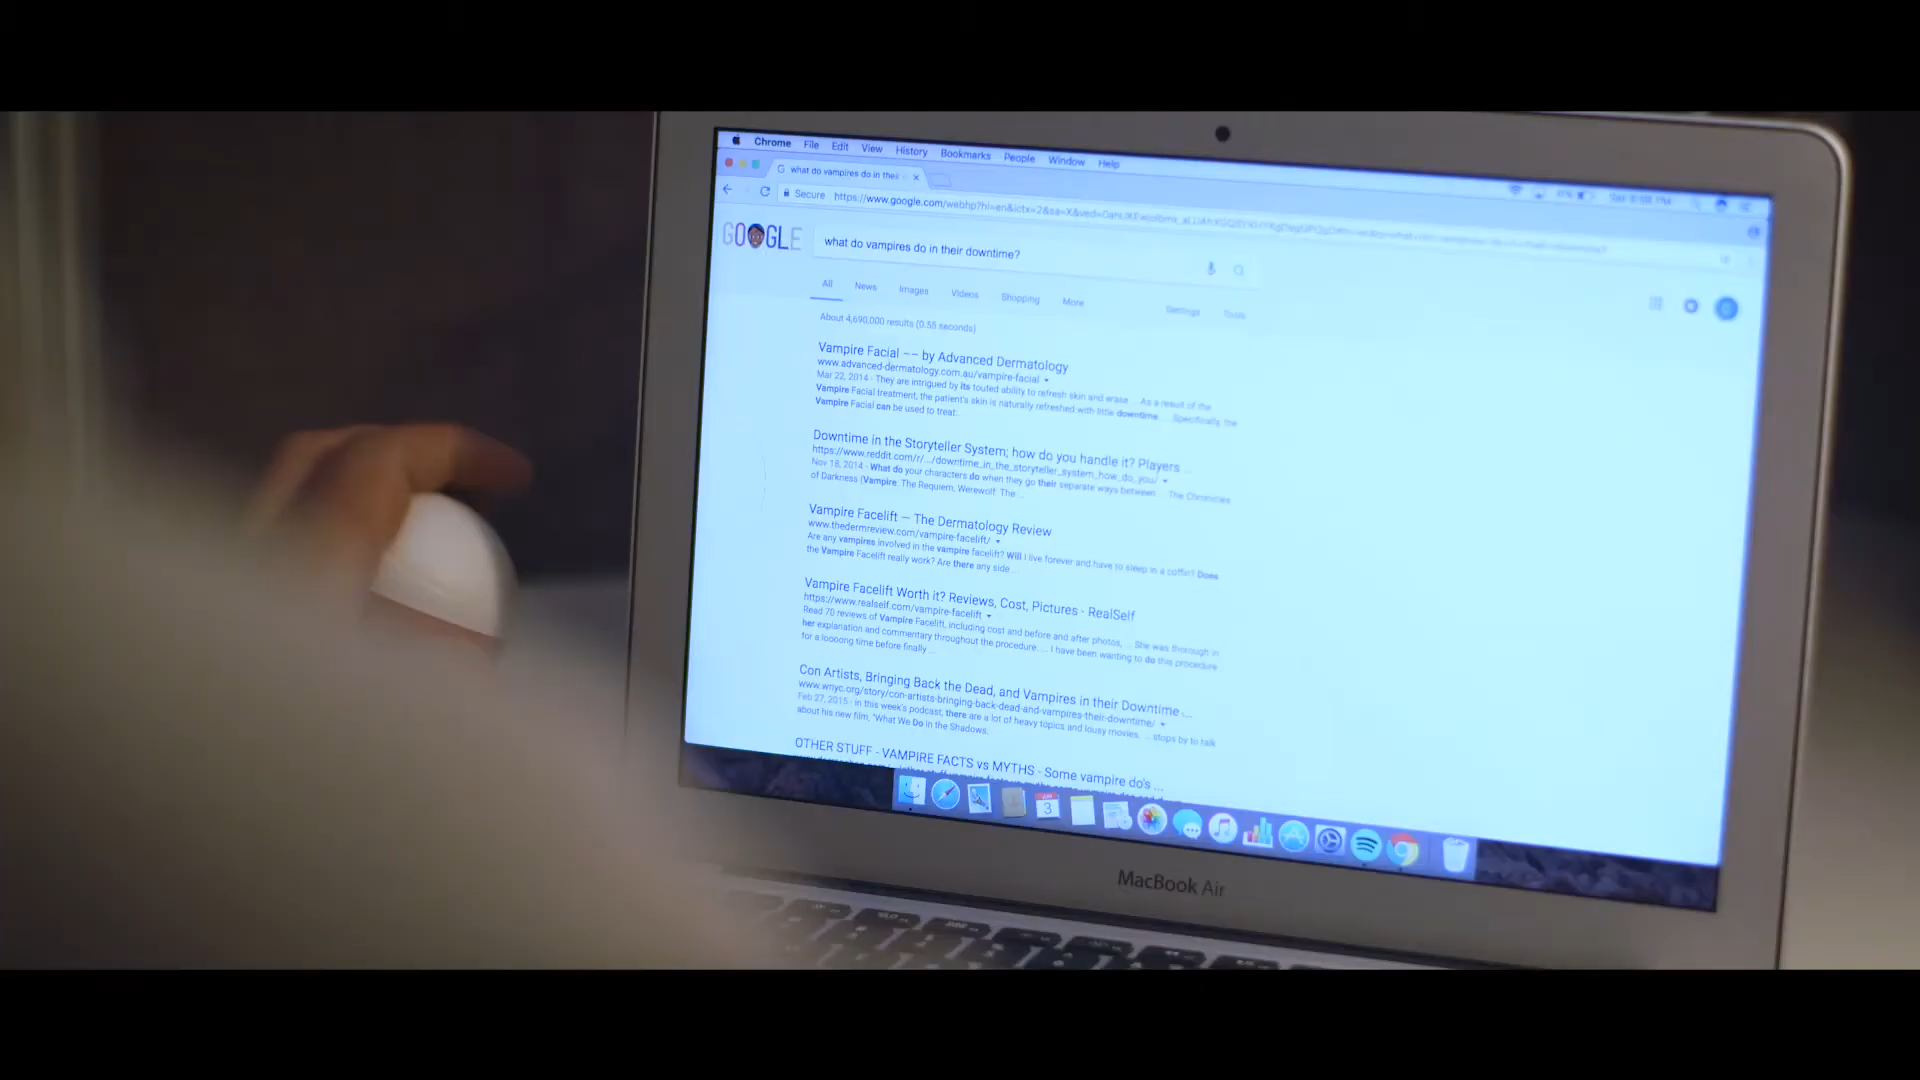 Chrome File Edit View History Bookmarks People Window Help
what do vampires do in their
Secure https://www.google.com/webhp?hl=en&ictx=2&sa=X&ved=
GOOGLE what do vampires do in their downtime?
All News Images Videos Shopping More Settings Tools
About 4,690,000 results (0.55 seconds)
Vampire Facial –– by Advanced Dermatology
www.advanced-dermatology.com.au/vampire-facial
Mar 22, 2014 - They are intrigued by its touted ability to refresh skin and erase ... As a result of the
Vampire Facial treatment, the patient's skin is naturally refreshed with little downtime. ... Specifically, the
Vampire Facial can be used to treat.
Downtime in the Storyteller System; how do you handle it? Players ...
https://www.reddit.com/r/.../downtime_in_the_storyteller_system_how_do_you/
Nov 18, 2014 - What do your characters do when they go their separate ways between ... The Chronicles
of Darkness (Vampire: The Requiem, Werewolf: The ...
Vampire Facelift – The Dermatology Review
www.thedermreview.com/vampire-facelift/
Are any vampires involved in the vampire facelift? Will I live forever and have to sleep in a coffin? Does
the Vampire Facelift really work? Are there any side ...
Vampire Facelift Worth it? Reviews, Cost, Pictures - RealSelf
https://www.realself.com/vampire-facelift
Read 70 reviews of Vampire Facelift, including cost and before and after photos, ... She was thorough in
her explanation and commentary throughout the procedure. ... I have been wanting to do this procedure
for a loooong time before finally ...
Con Artists, Bringing Back the Dead, and Vampires in their Downtime ...
www.wnyc.org/story/con-artists-bringing-back-dead-and-vampires-their-downtime/
Feb 27, 2015 - in this week's podcast, there are a lot of heavy topics and lousy movies. ... stops by to talk
about his new film, "What We Do in the Shadows.
OTHER STUFF - VAMPIRE FACTS vs MYTHS - Some vampire do's ...
3
MacBook Air